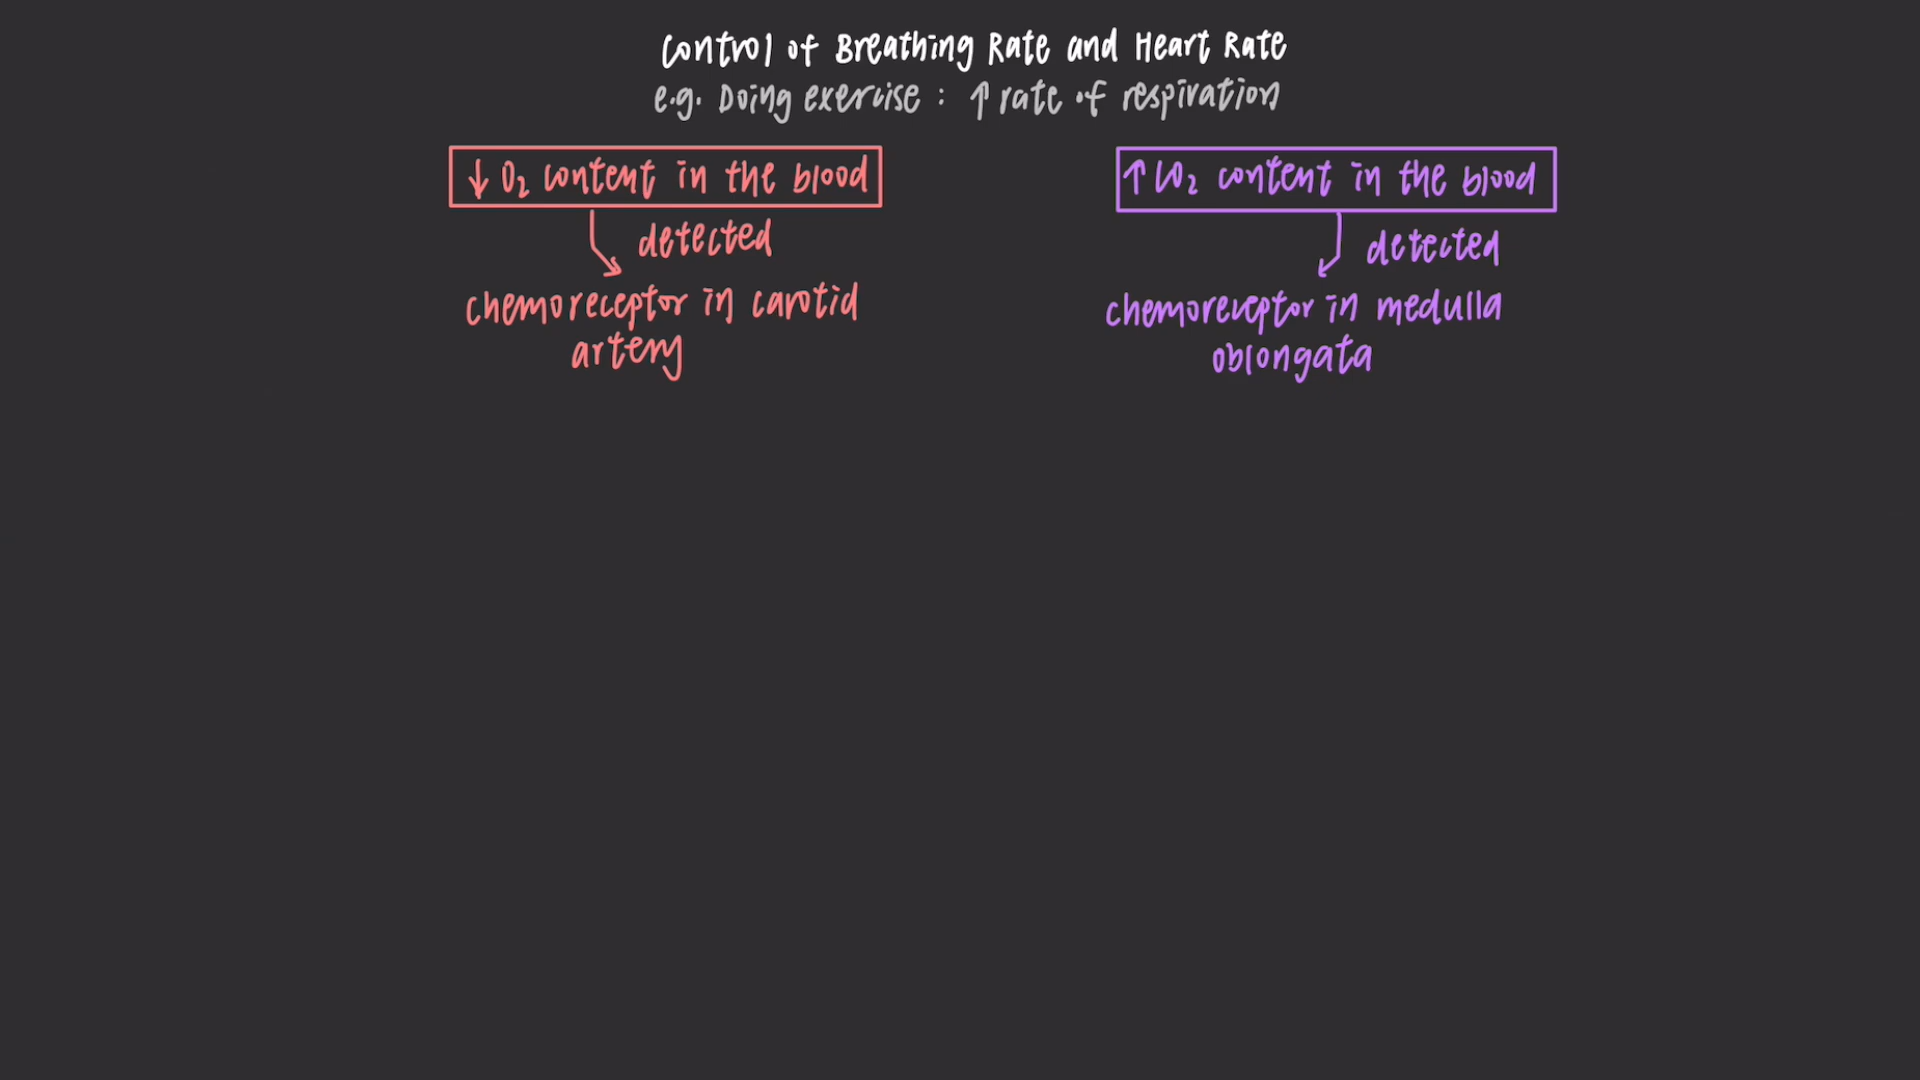 Control of Breathing Rate and Heart Rate
e.g. Doing exercise : ↑ rate of respiration
↓ O₂ content in the blood
detected
chemoreceptor in carotid
artery
↑ CO₂ content in the blood
detected
chemoreceptor in medulla
oblongata